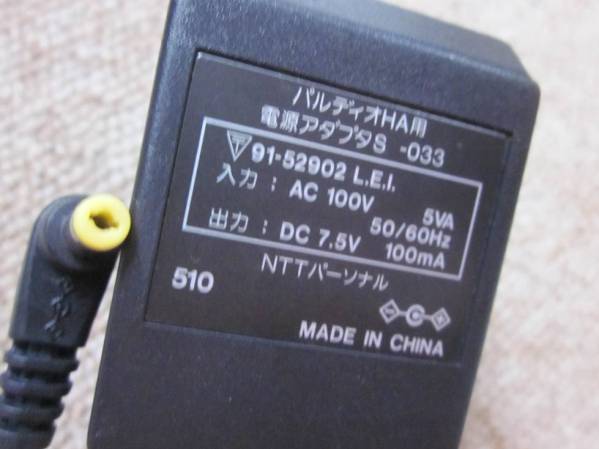 パルディオHA用
電源アダプタS -033
91-52902 L.E.I.
入力 : AC 100V 5VA
50/60Hz
出力 : DC 7.5V 100mA
NTTパーソナル
510
MADE IN CHINA